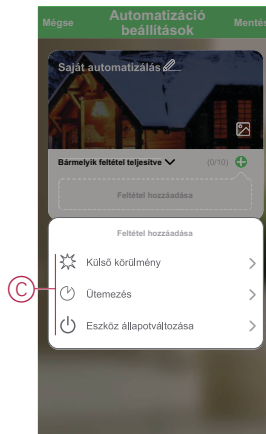 Mégse Automatizáció beállítások Mentés
Saját automatizálás
Bármelyik feltétel teljesítve (0/10)
Feltétel hozzáadása
Feltétel hozzáadása
Külső körülmény
C
Ütemezés
Eszköz állapotváltozása